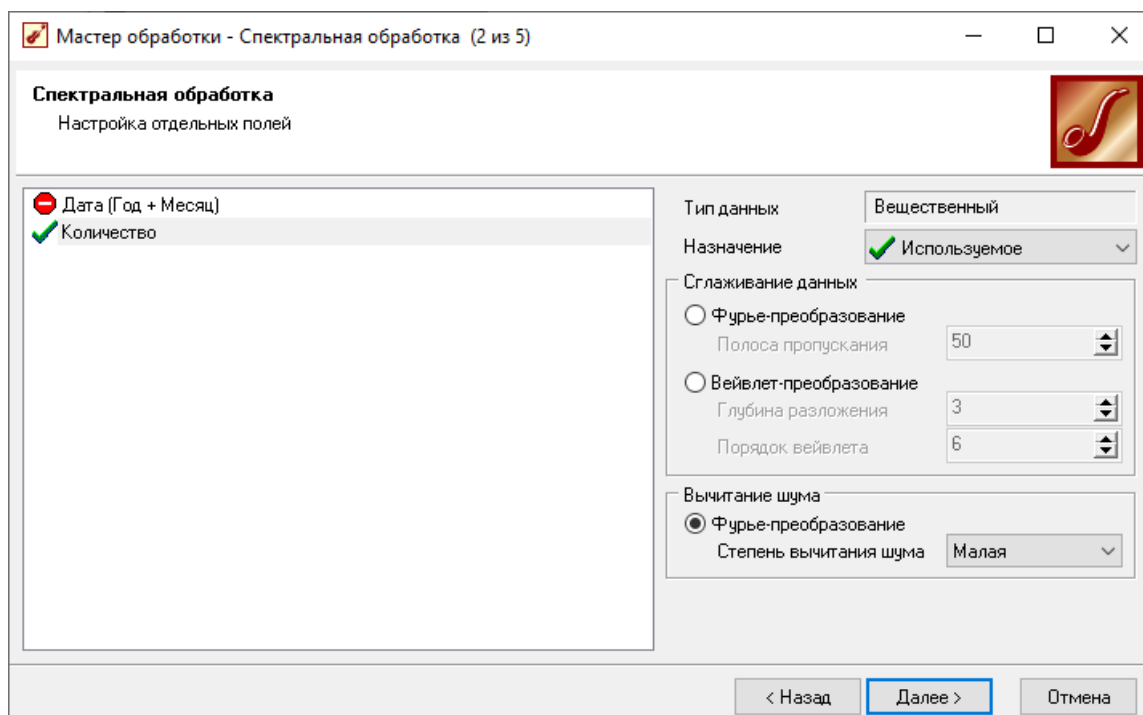 Мастер обработки - Спектральная обработка (2 из 5)
Спектральная обработка
Настройка отдельных полей
Дата (Год + Месяц)
Количество
Тип данных Вещественный
Назначение Используемое
Сглаживание данных
Фурье-преобразование
Полоса пропускания 50
Вейвлет-преобразование
Глубина разложения 3
Порядок вейвлета 6
Вычитание шума
Фурье-преобразование
Степень вычитания шума Малая
< Назад Далее > Отмена